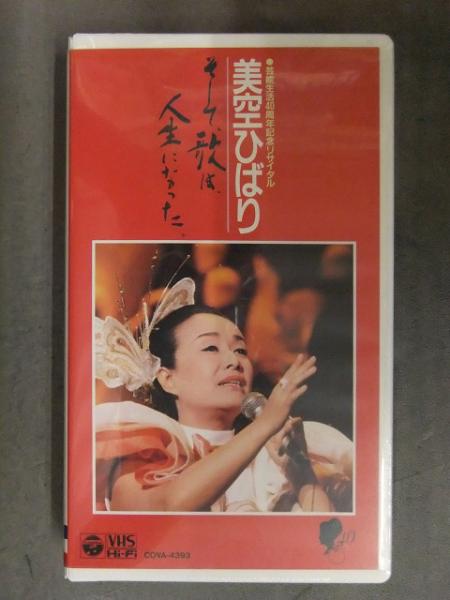 ●芸能生活40周年記念リサイタル
美空ひばり
そして、歌は、
人生になった。
VHS
Hi-Fi
COVA-4393
40